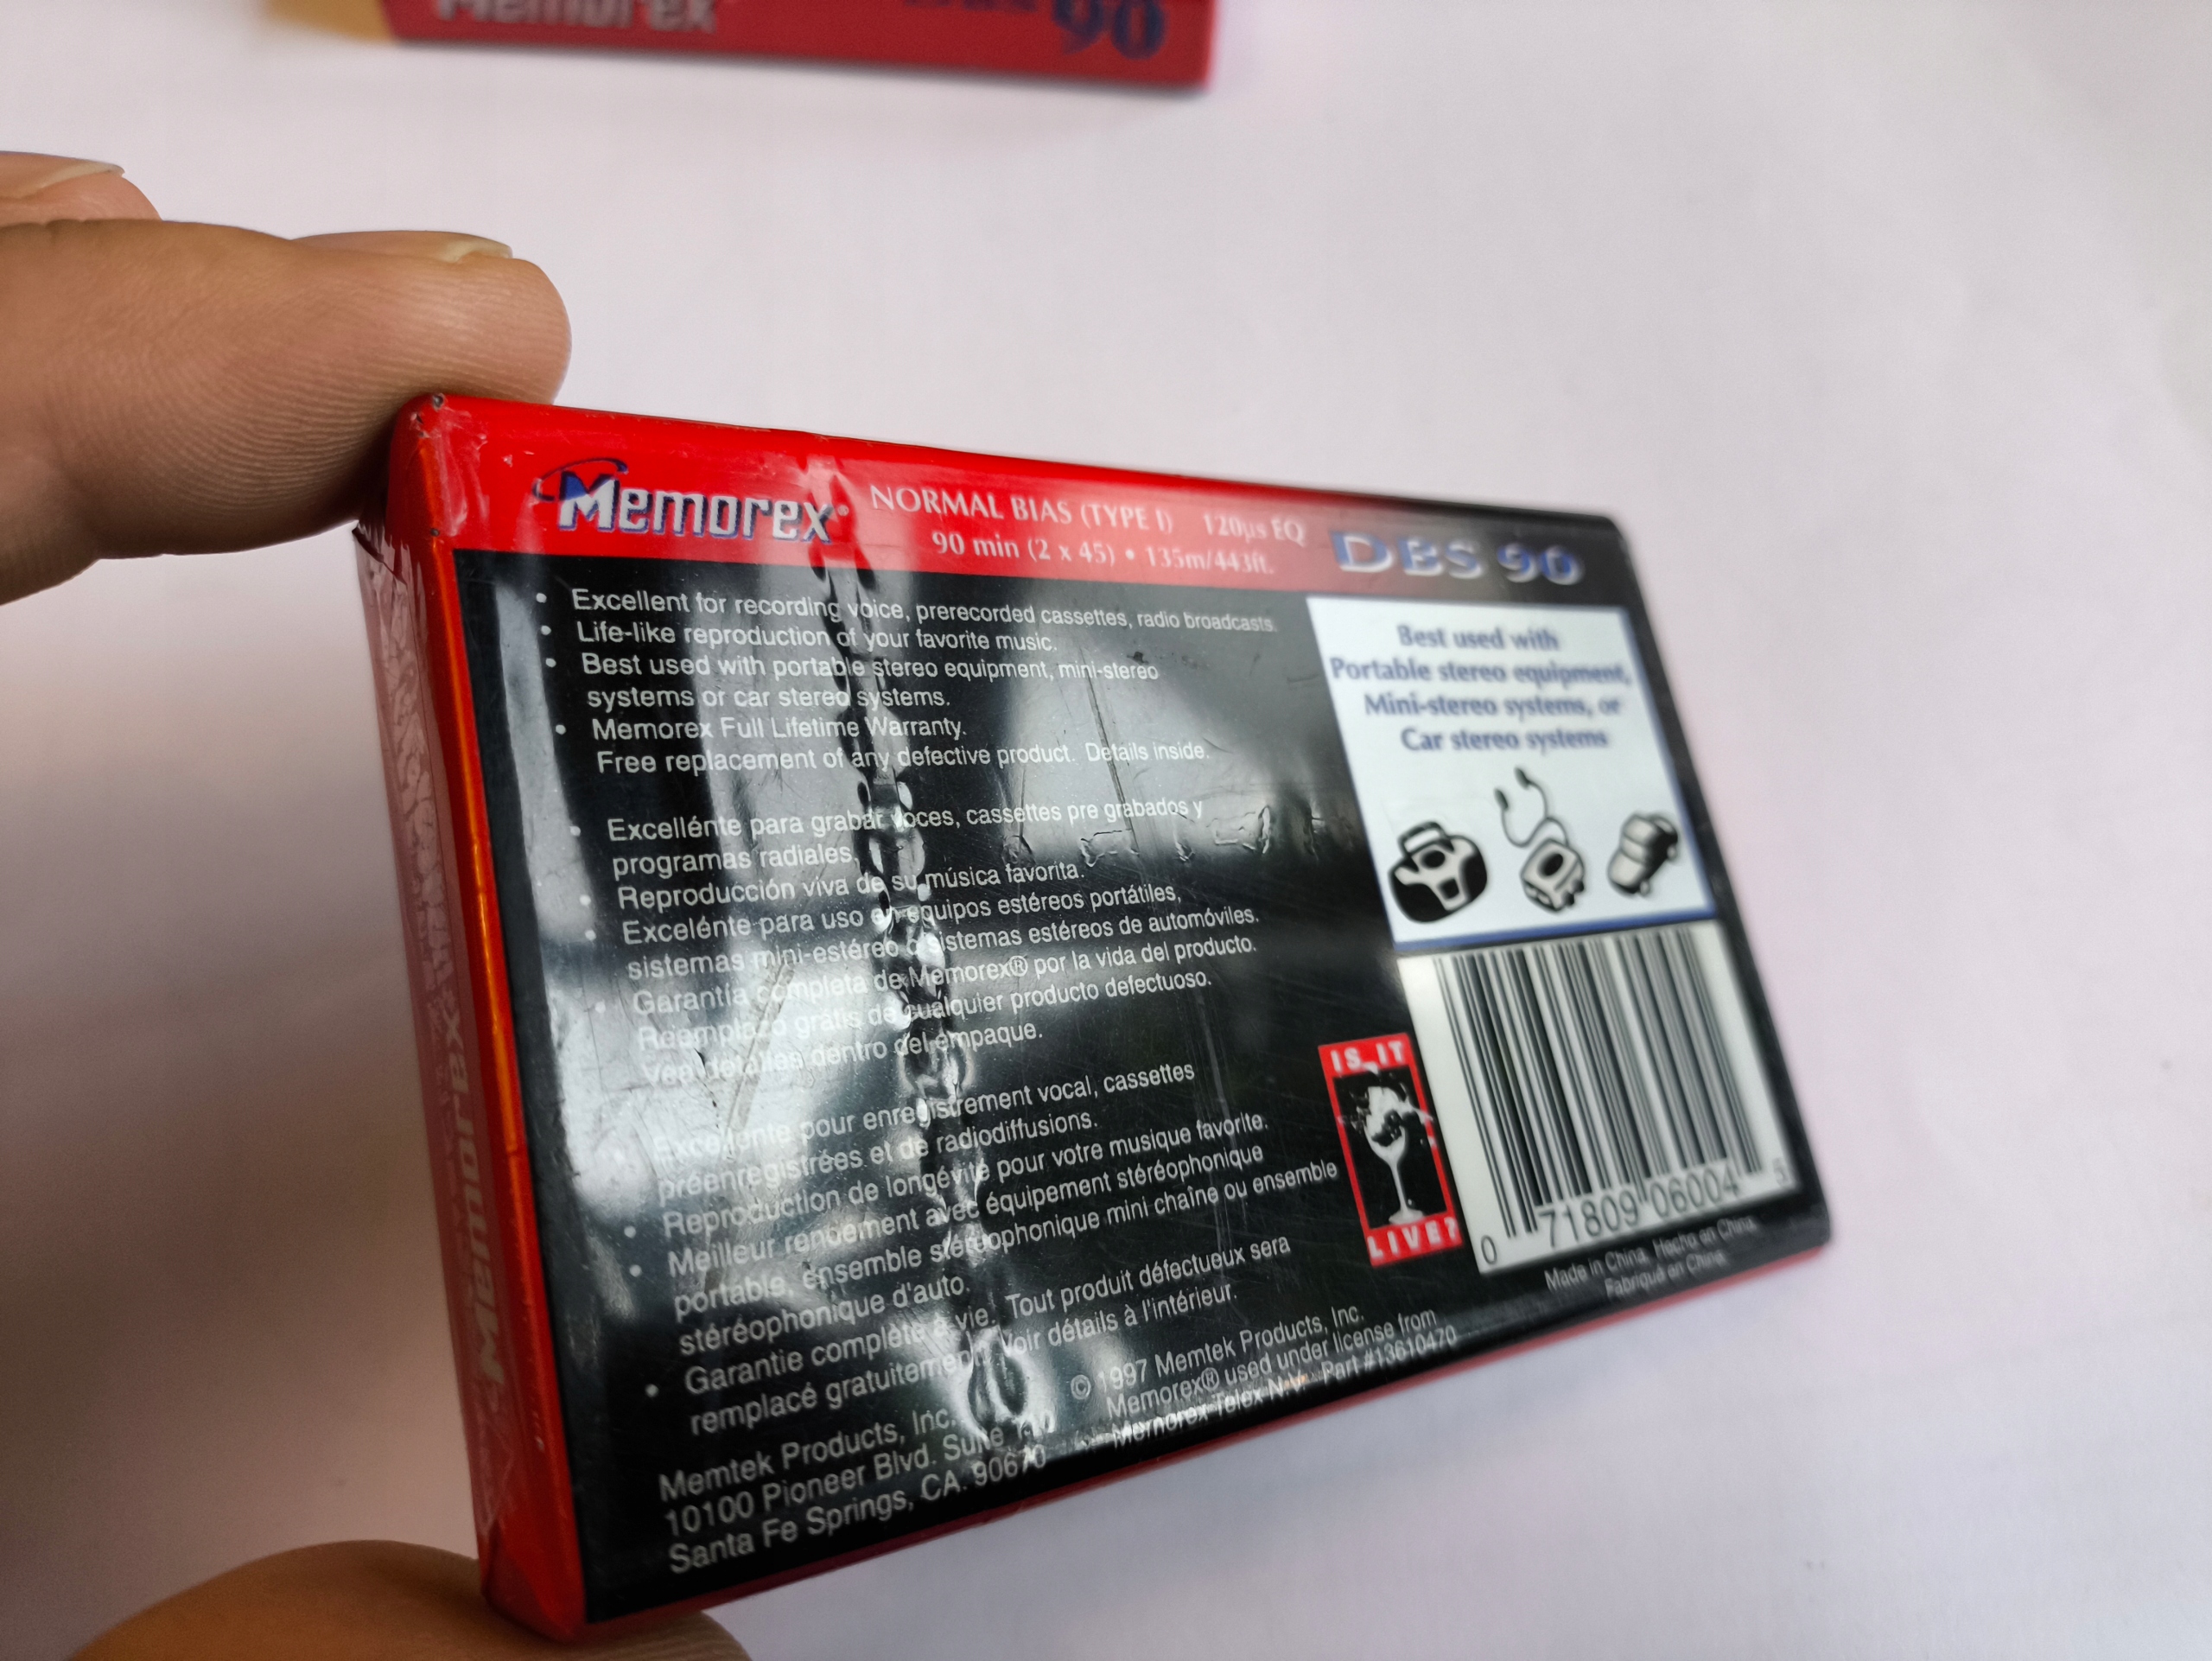 Memorex
90
Memorex® NORMAL BIAS (TYPE I) 120µs EQ
90 min (2 x 45) • 135m/443ft.
DBS 90
• Excellent for recording voice, prerecorded cassettes, radio broadcasts.
• Life-like reproduction of your favorite music.
• Best used with portable stereo equipment, mini-stereo
systems or car stereo systems.
• Memorex Full Lifetime Warranty.
Free replacement of any defective product. Details inside.
• Excellénte para grabar voces, cassettes pre grabados y
programas radiales.
• Reproducción viva de su música favorita.
• Excelénte para uso en equipos estéreos portátiles,
sistemas mini-estéreo o sistemas estéreos de automóviles.
• Garantía completa de Memorex® por la vida del producto.
Reemplazo grátis de cualquier producto defectuoso.
Vea detalles dentro del empaque.
• Excellente pour enregistrement vocal, cassettes
préenregistrées et de radiodiffusions.
• Reproduction de longévité pour votre musique favorite.
• Meilleur rendement avec équipement stéréophonique
portable, ensemble stéréophonique mini chaîne ou ensemble
stéréophonique d'auto.
• Garantie complète à vie. Tout produit défectueux sera
remplacé gratuitement. Voir détails à l'intérieur.
Memtek Products, Inc.
10100 Pioneer Blvd. Suite
Santa Fe Springs, CA. 90670
© 1997 Memtek Products, Inc.
Memorex® used under license from
Memorex Telex N.V. Part #13610470
Best used with
Portable stereo equipment,
Mini-stereo systems, or
Car stereo systems
IS IT
LIVE?
0 71809 06004 5
Made in China. Hecho en China.
Fabriqué en China.
Memorex